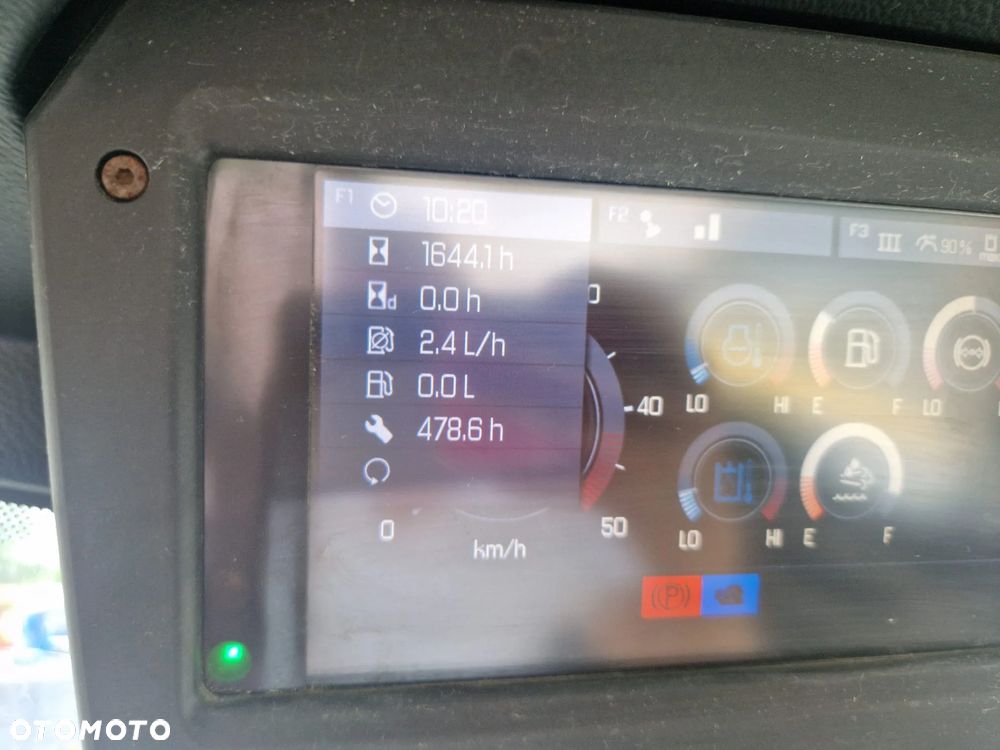 F1 10:20
F2
F3 III 90%
1644.1 h
d 0.0 h
2.4 L/h
0.0 L
478.6 h
0 km/h
0
40
50
LO HI
E F
LO
LO HI
E F
(P)
OTOMOTO